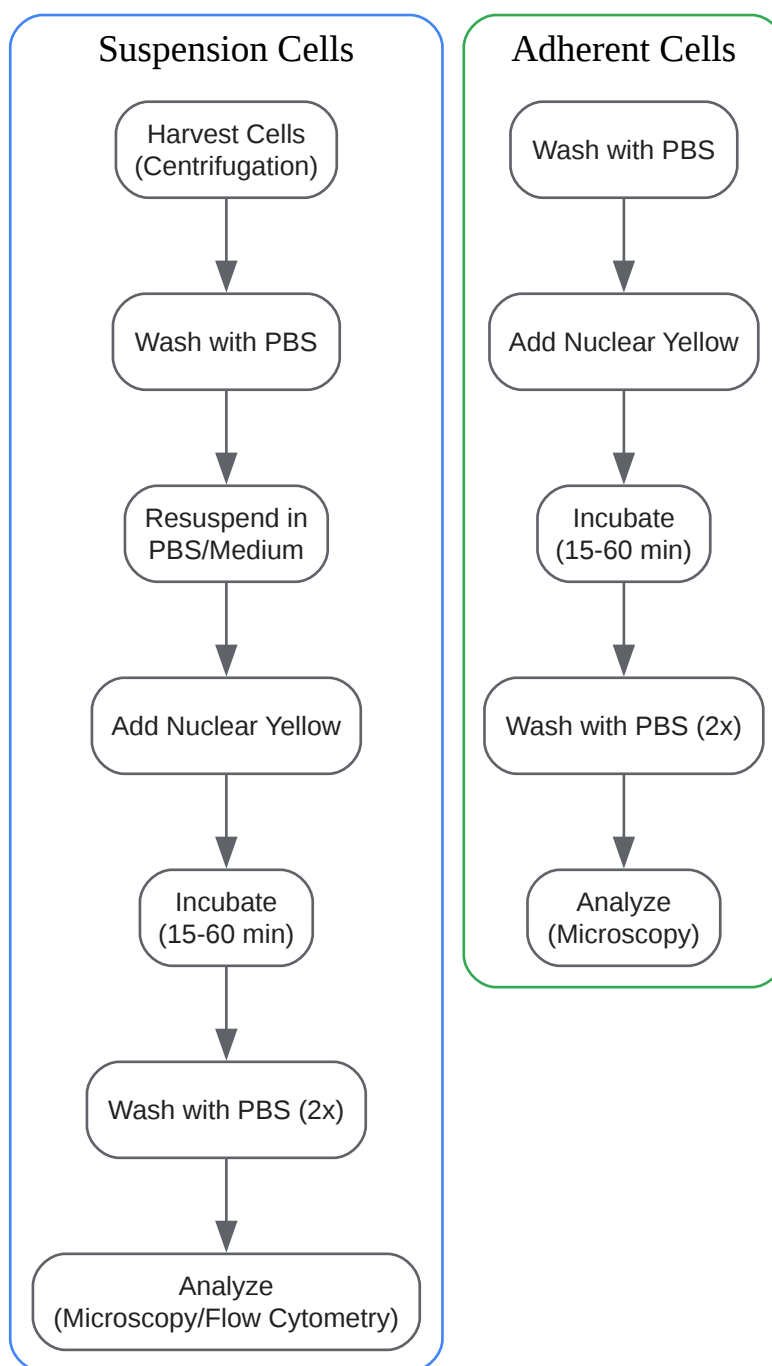 Suspension Cells
Harvest Cells
(Centrifugation)
Wash with PBS
Resuspend in
PBS/Medium
Add Nuclear Yellow
Incubate
(15-60 min)
Wash with PBS (2x)
Analyze
(Microscopy/Flow Cytometry)
Adherent Cells
Wash with PBS
Add Nuclear Yellow
Incubate
(15-60 min)
Wash with PBS (2x)
Analyze
(Microscopy)